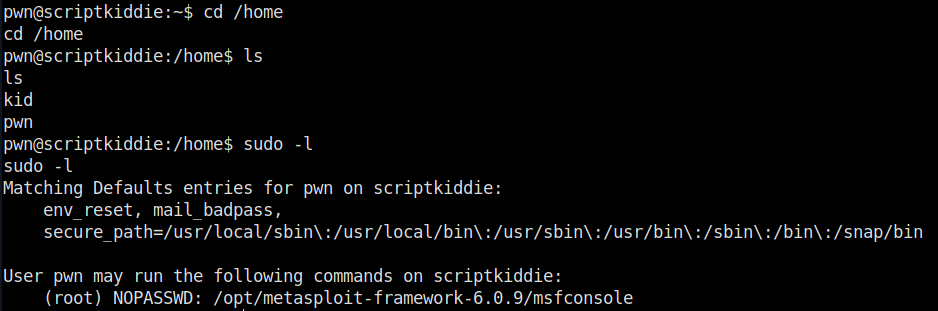 pwn@scriptkiddie:~$ cd /home
cd /home
pwn@scriptkiddie:/home$ ls
ls
kid
pwn
pwn@scriptkiddie:/home$ sudo -l
sudo -l
Matching Defaults entries for pwn on scriptkiddie:
    env_reset, mail_badpass,
    secure_path=/usr/local/sbin\:/usr/local/bin\:/usr/sbin\:/usr/bin\:/sbin\:/bin\:/snap/bin

User pwn may run the following commands on scriptkiddie:
    (root) NOPASSWD: /opt/metasploit-framework-6.0.9/msfconsole